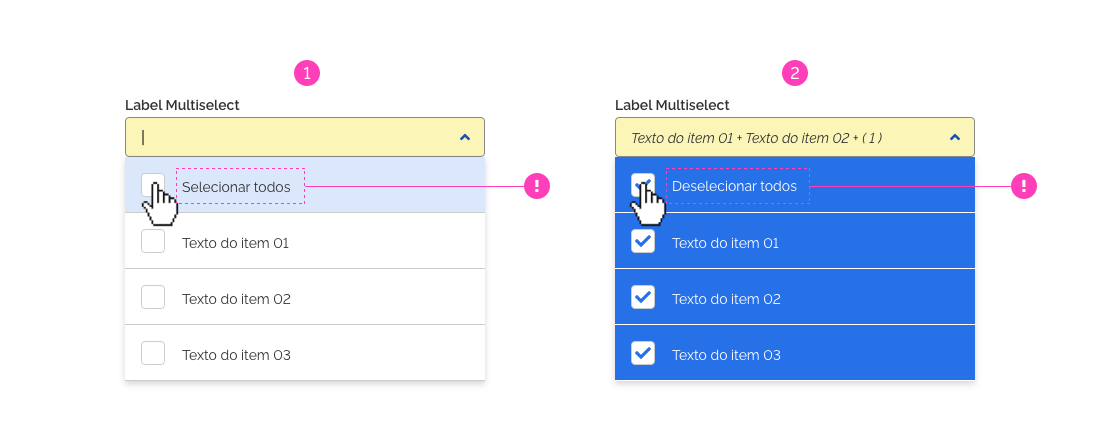 1
Label Multiselect
Selecionar todos
!
Texto do item 01
Texto do item 02
Texto do item 03
2
Label Multiselect
Texto do item 01 + Texto do item 02 + ( 1 )
Deselecionar todos
!
Texto do item 01
Texto do item 02
Texto do item 03